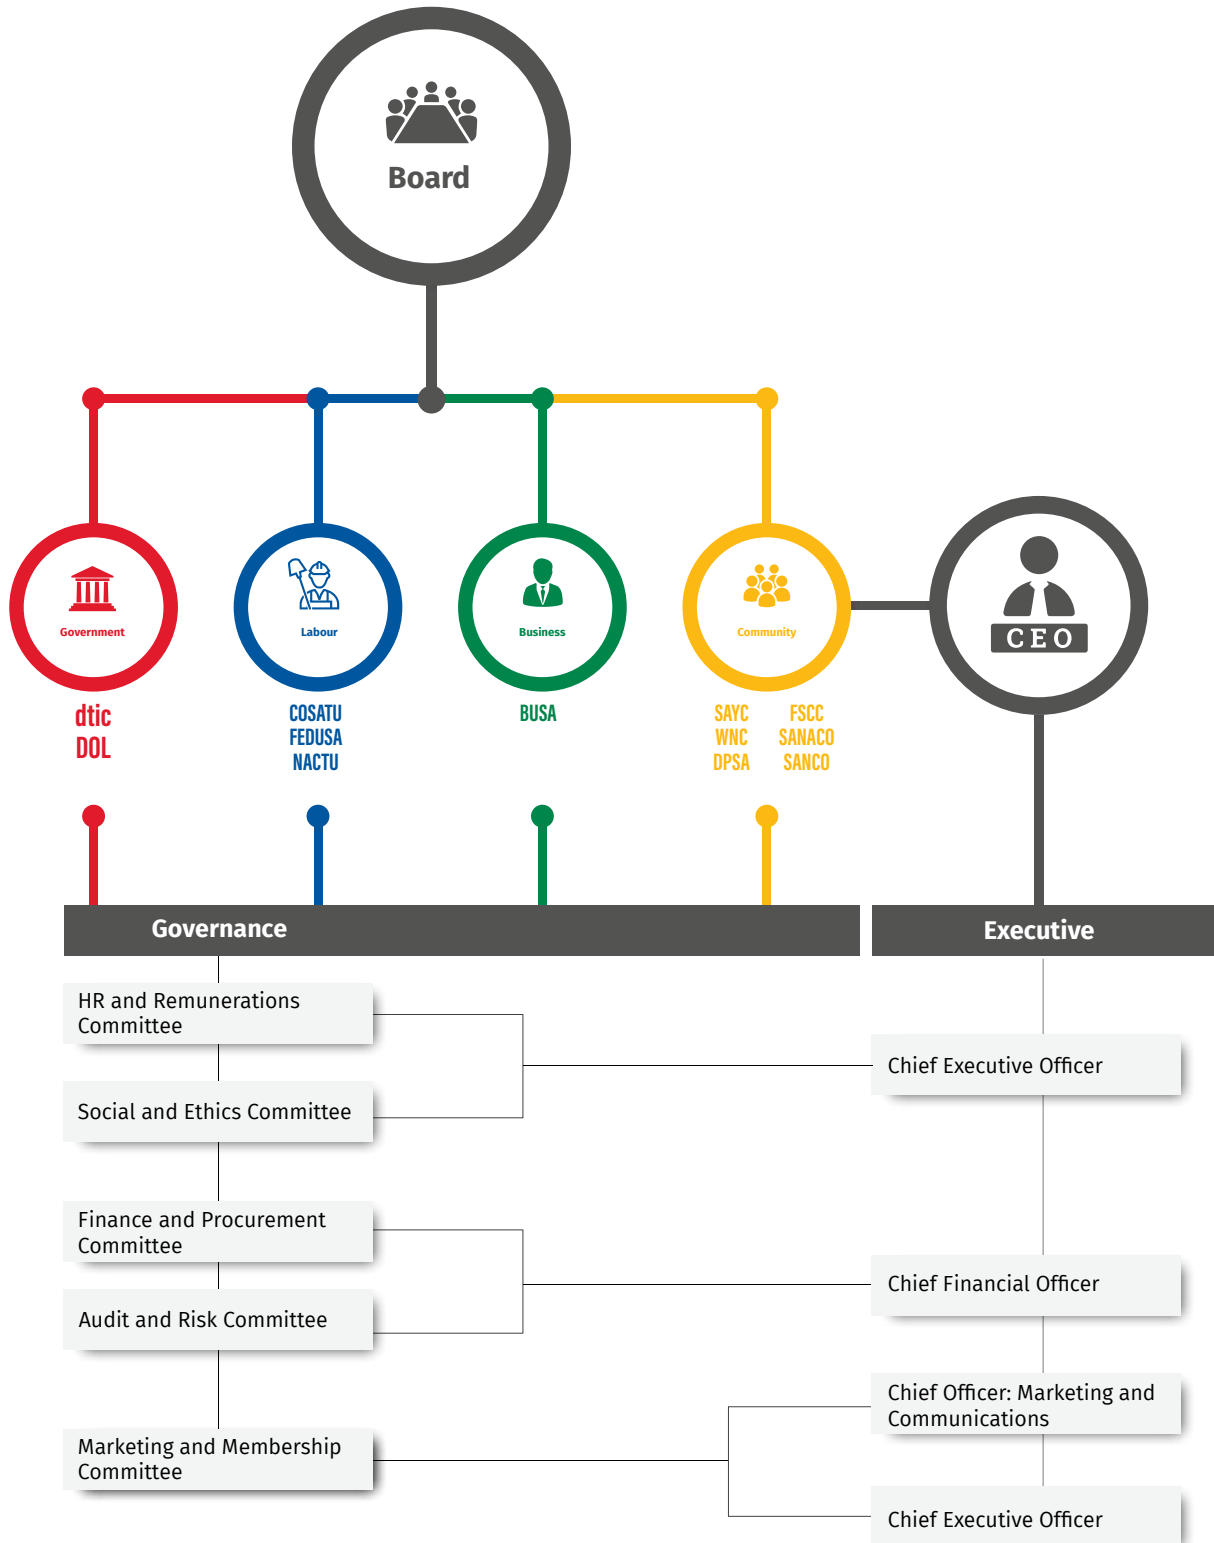 Board
Government
Labour
Business
Community
CEO
dtic
DOL
COSATU
FEDUSA
NACTU
BUSA
SAYC
WNC
DPSA
FSCC
SANACO
SANCO
Governance
Executive
HR and Remunerations
Committee
Chief Executive Officer
Social and Ethics Committee
Finance and Procurement
Committee
Chief Financial Officer
Audit and Risk Committee
Chief Officer: Marketing and
Communications
Marketing and Membership
Committee
Chief Executive Officer